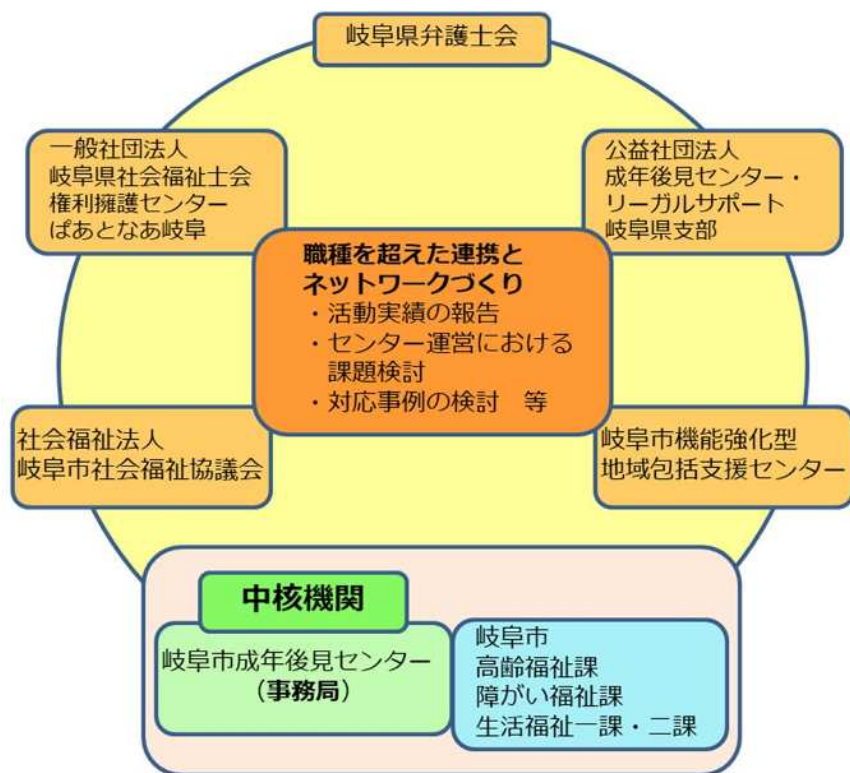 岐阜県弁護士会
一般社団法人
岐阜県社会福祉士会
権利擁護センター
ぱあとなあ岐阜
公益社団法人
成年後見センター・
リーガルサポート
岐阜県支部
職種を超えた連携と
ネットワークづくり
・活動実績の報告
・センター運営における
課題検討
・対応事例の検討　等
社会福祉法人
岐阜市社会福祉協議会
岐阜市機能強化型
地域包括支援センター
中核機関
岐阜市成年後見センター
（事務局）
岐阜市
高齢福祉課
障がい福祉課
生活福祉一課・二課